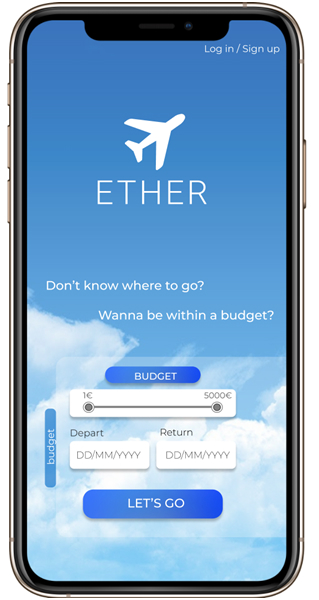 Log in / Sign up
ETHER
Don't know where to go?
Wanna be within a budget?
BUDGET
1€ 5000€
budget
Depart Return
DD/MM/YYYY DD/MM/YYYY
LET'S GO